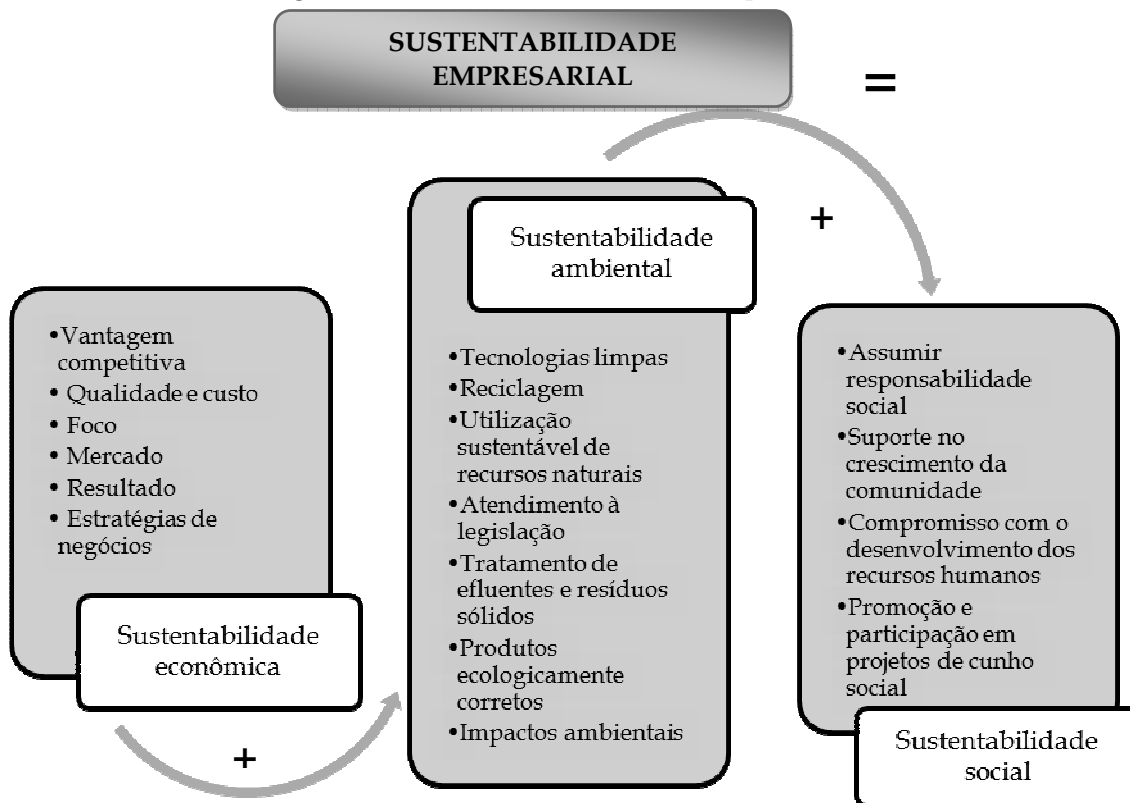 SUSTENTABILIDADE
EMPRESARIAL
=
•Vantagem
competitiva
• Qualidade e custo
• Foco
• Mercado
• Resultado
• Estratégias de
negócios
Sustentabilidade
econômica
+
Sustentabilidade
ambiental
•Tecnologias limpas
•Reciclagem
•Utilização
sustentável de
recursos naturais
•Atendimento à
legislação
•Tratamento de
efluentes e resíduos
sólidos
•Produtos
ecologicamente
corretos
•Impactos ambientais
+
•Assumir
responsabilidade
social
•Suporte no
crescimento da
comunidade
•Compromisso com o
desenvolvimento dos
recursos humanos
•Promoção e
participação em
projetos de cunho
social
Sustentabilidade
social